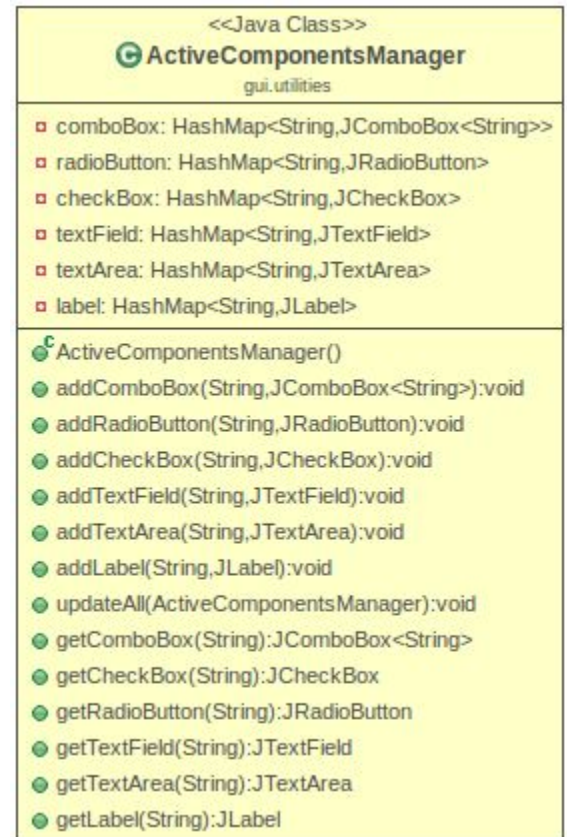 <<Java Class>>
ActiveComponentsManager
gui.utilities
comboBox: HashMap<String,JComboBox<String>>
radioButton: HashMap<String,JRadioButton>
checkBox: HashMap<String,JCheckBox>
textField: HashMap<String,JTextField>
textArea: HashMap<String,JTextArea>
label: HashMap<String,JLabel>
ActiveComponentsManager()
addComboBox(String,JComboBox<String>):void
addRadioButton(String,JRadioButton):void
addCheckBox(String,JCheckBox):void
addTextField(String,JTextField):void
addTextArea(String,JTextArea):void
addLabel(String,JLabel):void
updateAll(ActiveComponentsManager):void
getComboBox(String):JComboBox<String>
getCheckBox(String):JCheckBox
getRadioButton(String):JRadioButton
getTextField(String):JTextField
getTextArea(String):JTextArea
getLabel(String):JLabel